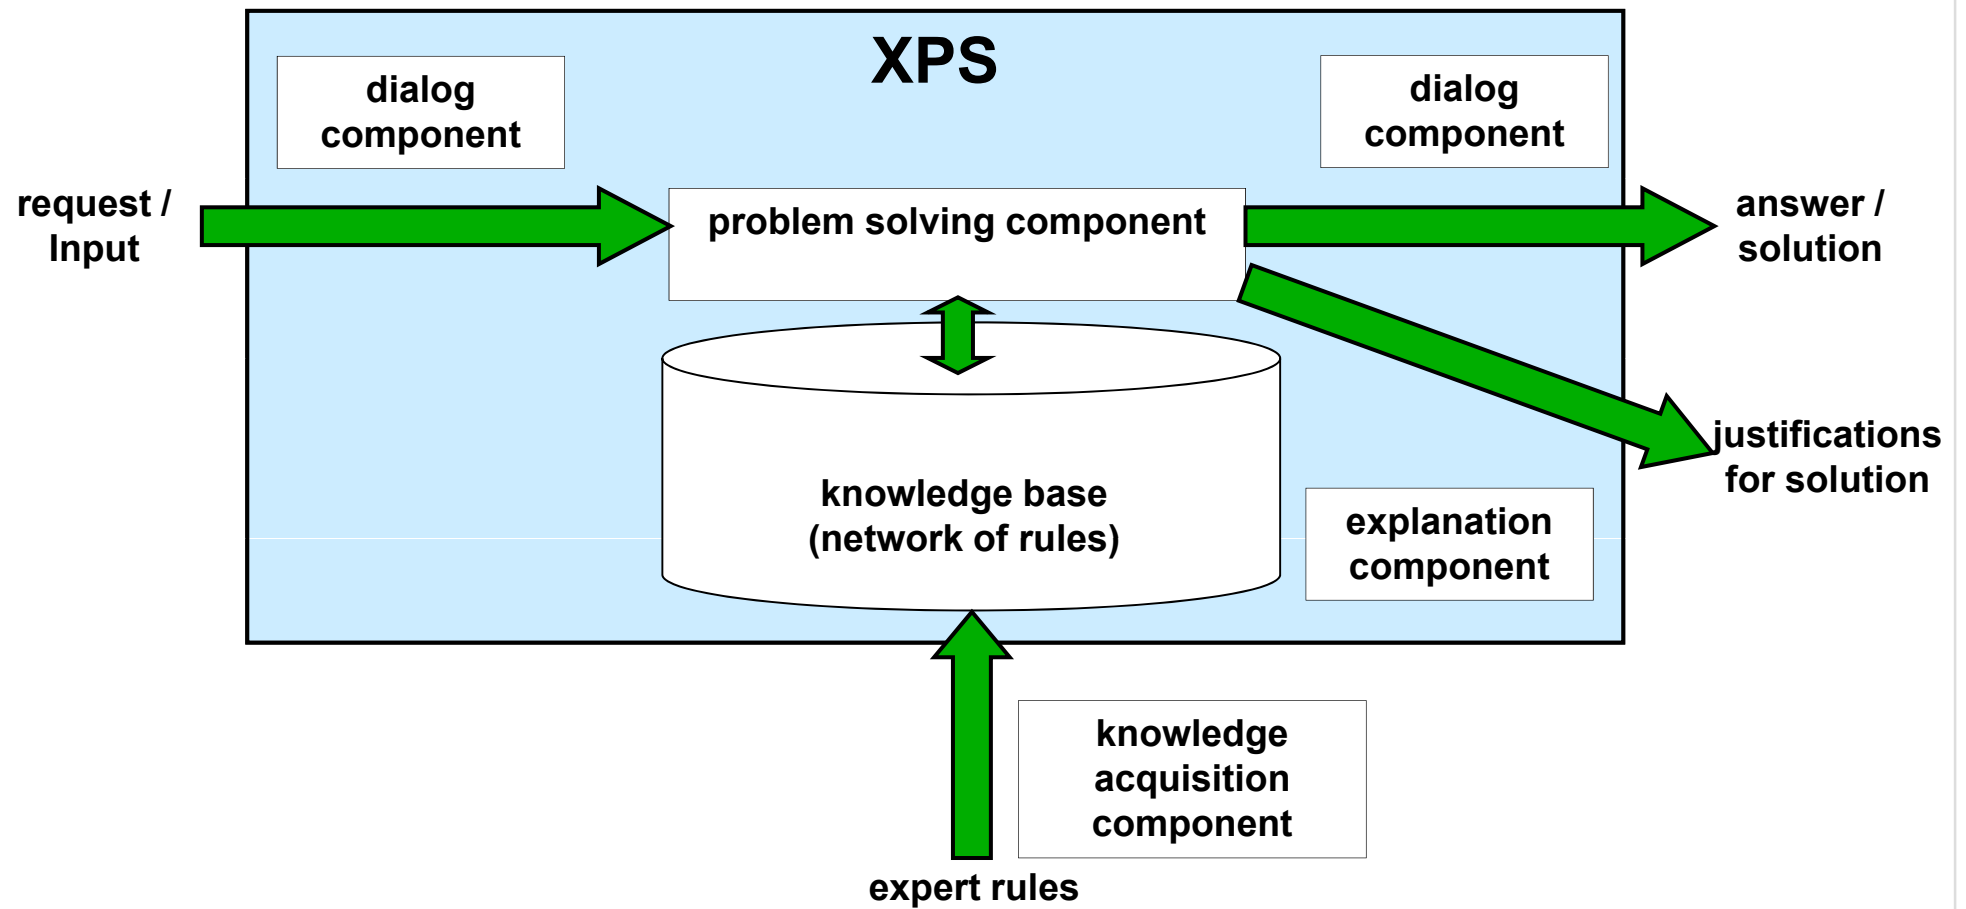 XPS
dialog
component
dialog
component
request /
Input
problem solving component
answer /
solution
justifications
for solution
knowledge base
(network of rules)
explanation
component
knowledge
acquisition
component
expert rules